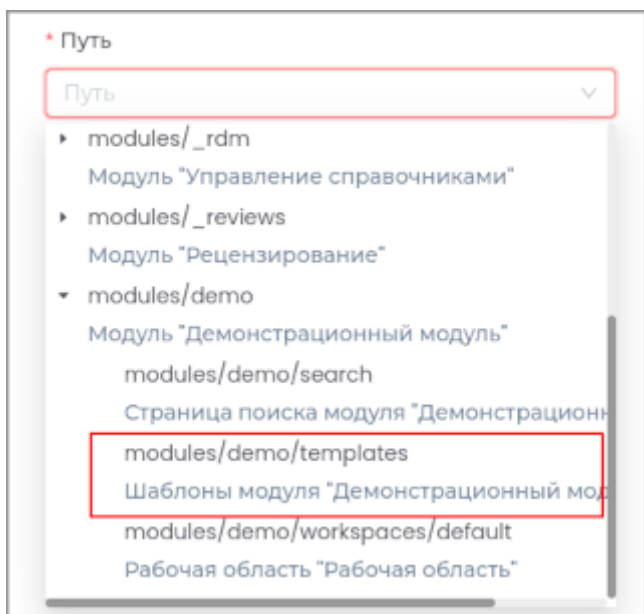 * Путь
Путь
modules/_rdm
Модуль "Управление справочниками"
modules/_reviews
Модуль "Рецензирование"
modules/demo
Модуль "Демонстрационный модуль"
modules/demo/search
Страница поиска модуля "Демонстрацион
modules/demo/templates
Шаблоны модуля "Демонстрационный мод
modules/demo/workspaces/default
Рабочая область "Рабочая область"